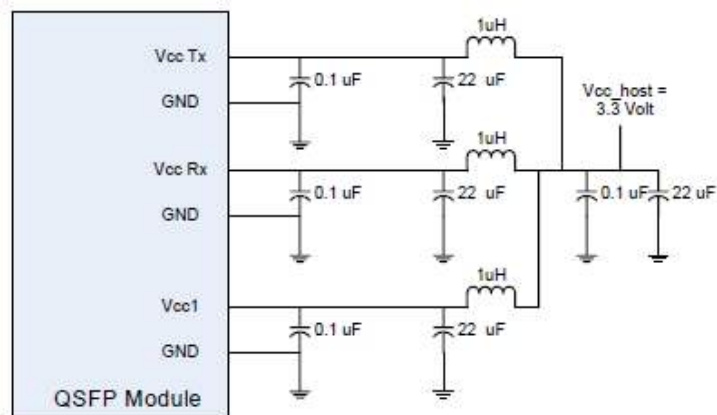 1uH
Vcc Tx
0.1 uF
22 uF
GND
Vcc_host =
3.3 Volt
1uH
Vcc Rx
0.1 uF
22 uF
0.1 uF
22 uF
GND
1uH
Vcc1
0.1 uF
22 uF
GND
QSFP Module